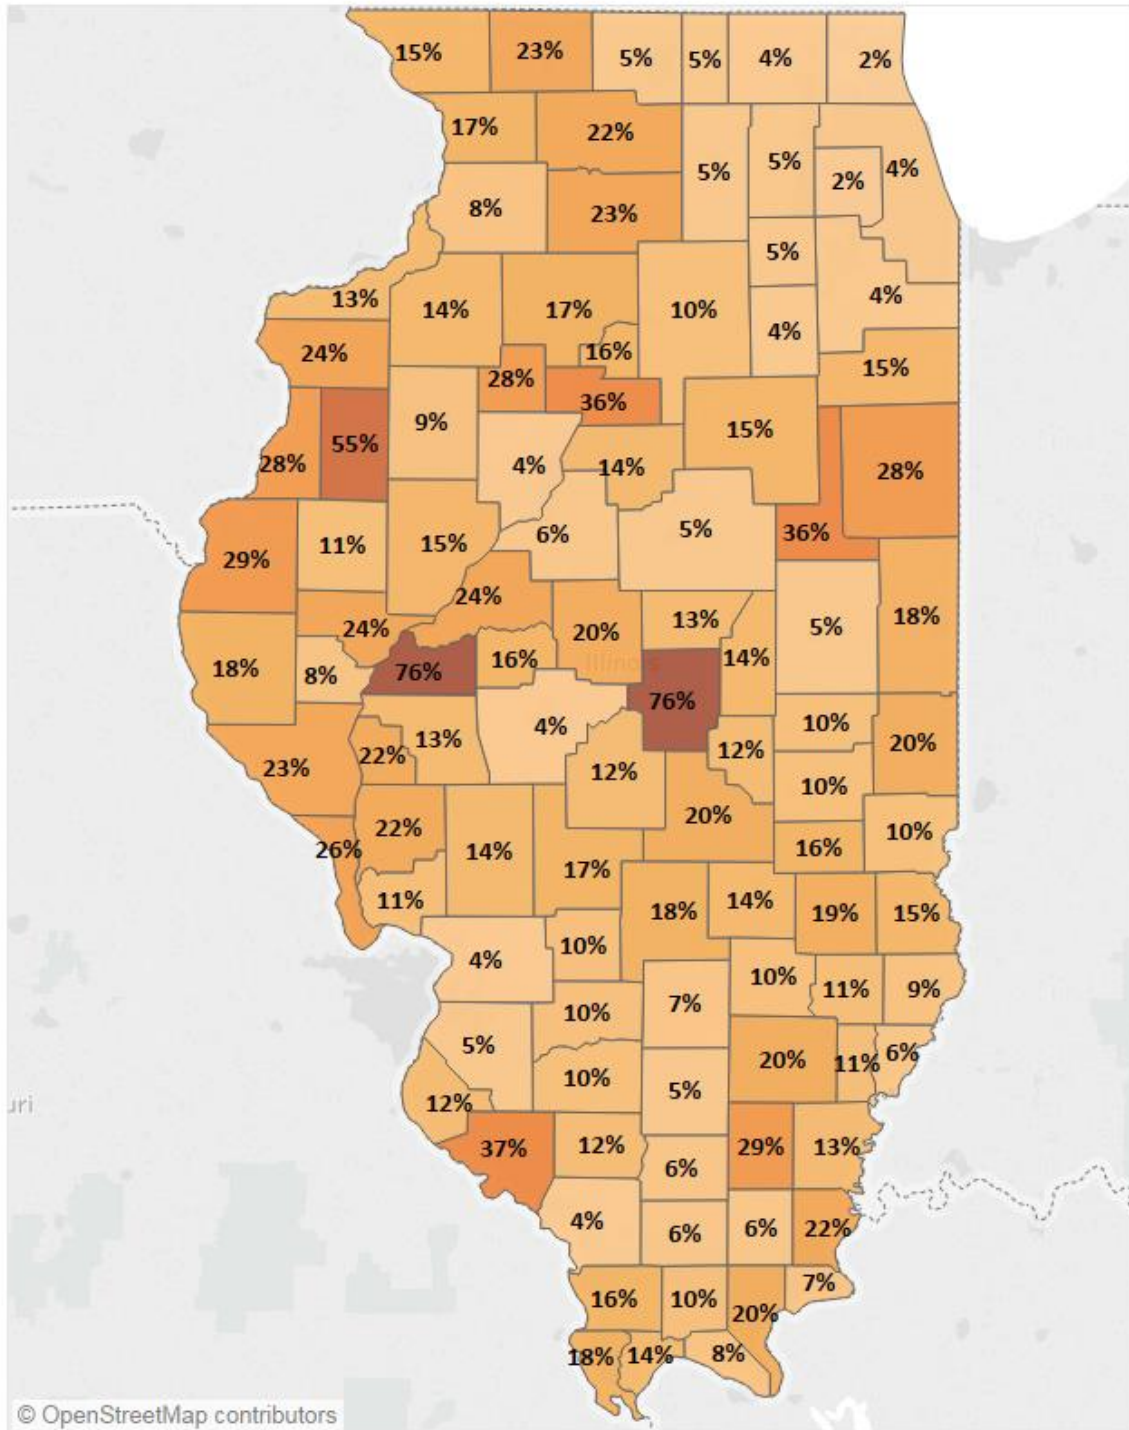 15% 23% 5% 5% 4% 2%
17% 22% 5% 5% 2% 4%
8% 23% 5%
13% 14% 17% 10% 4% 4%
24% 28% 16% 15%
28% 55% 9% 36% 15% 28%
4% 14%
29% 11% 15% 6% 5% 36%
24% 24% 20% 13% 5% 18%
18% 8% 76% 16% Illinois 76% 14%
23% 22% 13% 4% 12% 12% 10% 20%
10%
26% 22% 14% 17% 20% 16% 10%
11% 18% 14% 19% 15%
4% 10% 10% 11% 9%
5% 10% 7% 20% 11% 6%
12% 10% 5%
37% 12% 6% 29% 13%
4% 6% 6% 22%
16% 10% 20% 7%
18% 14% 8%
uri
© OpenStreetMap contributors